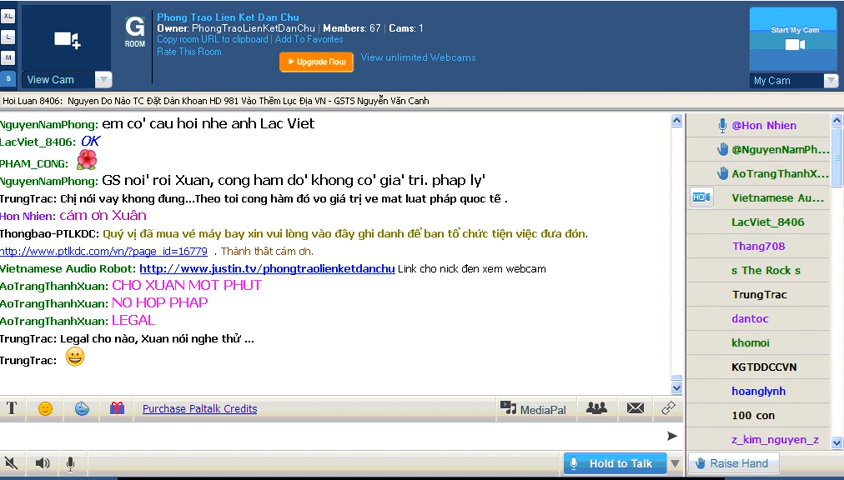 XL
L
M
S
View Cam
G
ROOM
Phong Trao Lien Ket Dan Chu
Owner: PhongTraoLienKetDanChu | Members: 67 | Cams: 1
Copy room URL to clipboard | Add To Favorites
Rate This Room
Upgrade Now
View unlimited Webcams
Start My Cam
My Cam
Hoi Luan 8406: Nguyen Do Nào TC Đặt Dàn Khoan HD 981 Vào Thềm Lục Địa VN - GSTS Nguyễn Văn Canh
NguyenNamPhong: em co' cau hoi nhe anh Lac Viet
LacViet_8406: OK
PHAM_CONG:
NguyenNamPhong: GS noi' roi Xuan, cong ham do' khong co' gia' tri. phap ly'
TrungTrac: Chị nói vay không đung...Theo toi công hàm đó vo giá trị ve mat luat pháp quoc tế .
Hon Nhien: cám ơn Xuân
Thongbao-PTLKDC: Quý vị đã mua vé máy bay xin vui lòng vào đây ghi danh để ban tổ chức tiện việc đưa đón.
http://www.ptlkdc.com/vn/?page_id=16779 . Thành thật cám ơn.
Vietnamese Audio Robot: http://www.justin.tv/phongtraolienketdanchu Link cho nick đen xem webcam
AoTrangThanhXuan: CHO XUAN MOT PHUT
AoTrangThanhXuan: NO HOP PHAP
AoTrangThanhXuan: LEGAL
TrungTrac: Legal cho nào, Xuan nói nghe thử ...
TrungTrac:
@Hon Nhien
@NguyenNamPh...
AoTrangThanhX...
HD
Vietnamese Au...
LacViet_8406
Thang708
s The Rock s
TrungTrac
dantoc
khomoi
KGTDDCCVN
hoanglynh
100 con
z_kim_nguyen_z
T
Purchase Paltalk Credits
MediaPal
Hold to Talk
Raise Hand